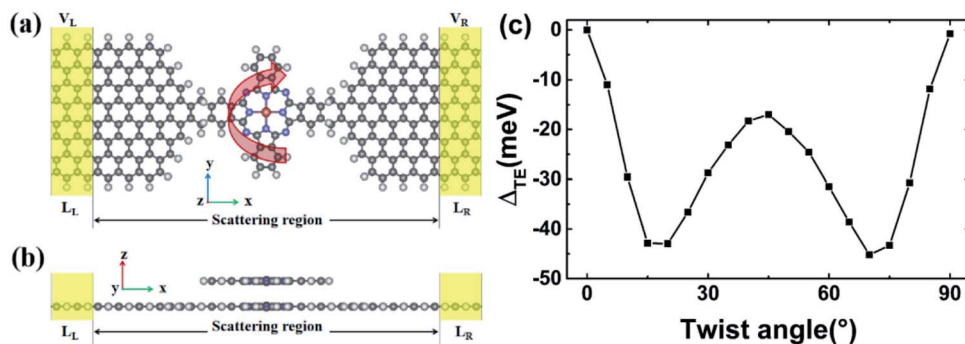 (a)
V_L
V_R
y
z
x
L_L
Scattering region
L_R
(b)
z
y
x
L_L
Scattering region
L_R
(c)
0
-10
-20
-30
-40
-50
Δ_TE(meV)
0
30
60
90
Twist angle(°)